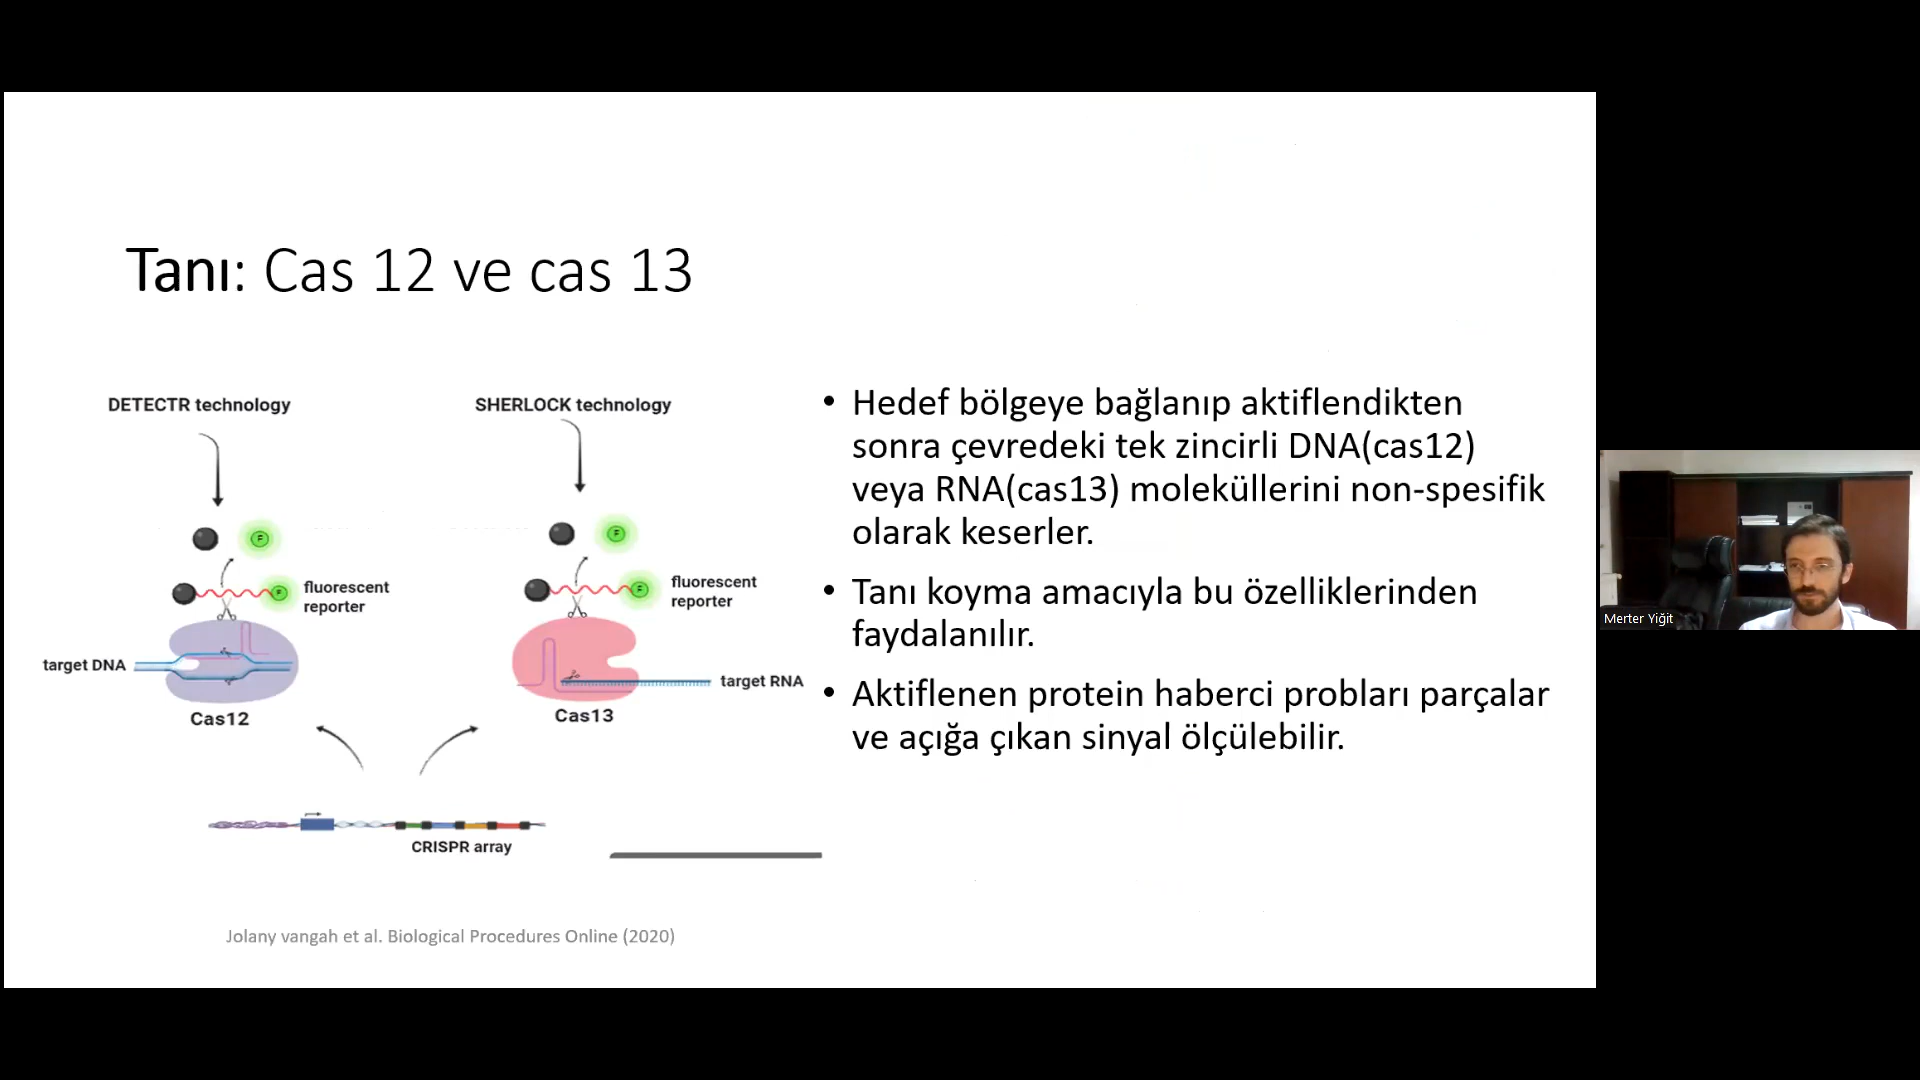 Tanı: Cas 12 ve cas 13
DETECTR technology
SHERLOCK technology
F
F
F
fluorescent
reporter
F
fluorescent
reporter
target DNA
target RNA
Cas12
Cas13
CRISPR array
• Hedef bölgeye bağlanıp aktiflendikten
sonra çevredeki tek zincirli DNA(cas12)
veya RNA(cas13) moleküllerini non-spesifik
olarak keserler.
• Tanı koyma amacıyla bu özelliklerinden
faydalanılır.
• Aktiflenen protein haberci probları parçalar
ve açığa çıkan sinyal ölçülebilir.
Jolany vangah et al. Biological Procedures Online (2020)
Merter Yiğit